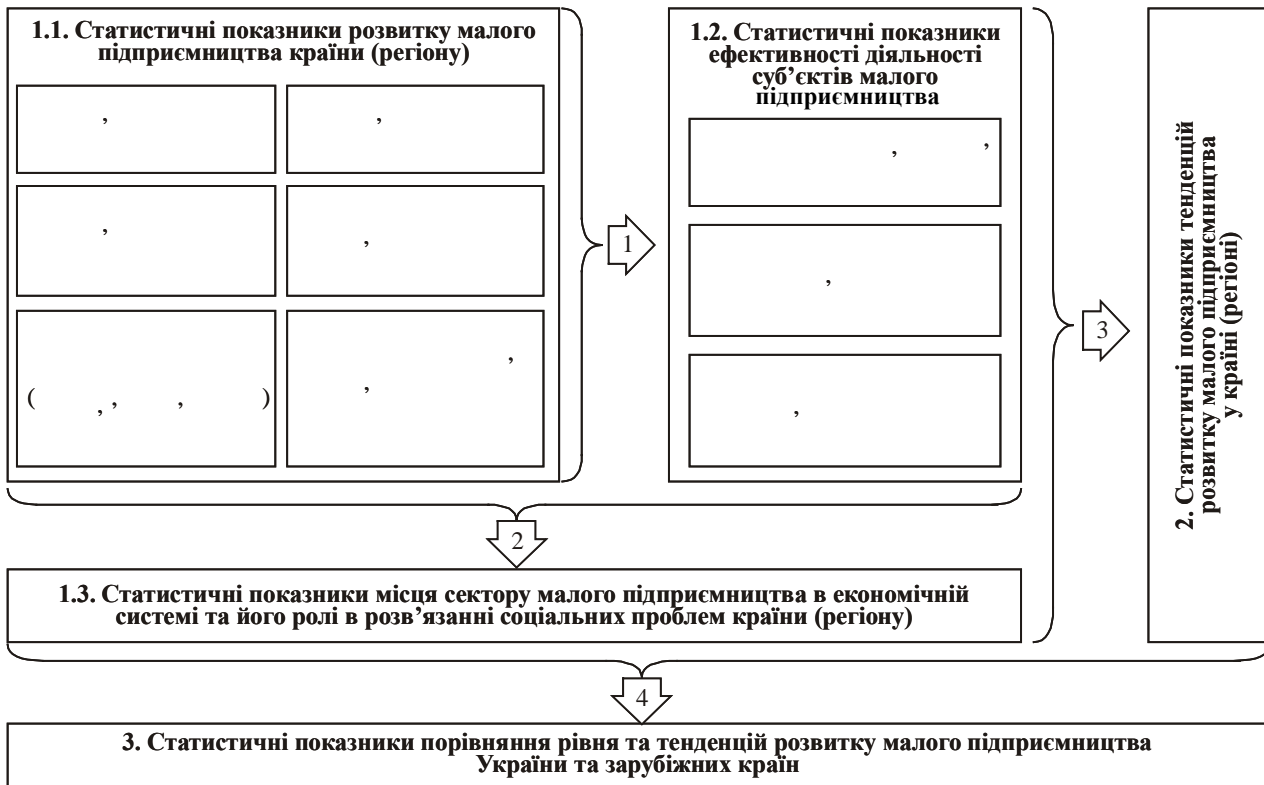 1.1. Статистичні показники розвитку малого
підприємництва країни (регіону)
,
,
,
,
,
,
( , , , )
1
1.2. Статистичні показники
ефективності діяльності
суб’єктів малого
підприємництва
, ,
,
,
3
2. Статистичні показники тенденцій
розвитку малого підприємництва
у країні (регіоні)
2
1.3. Статистичні показники місця сектору малого підприємництва в економічній
системі та його ролі в розв’язанні соціальних проблем країни (регіону)
4
3. Статистичні показники порівняння рівня та тенденцій розвитку малого підприємництва
України та зарубіжних країн